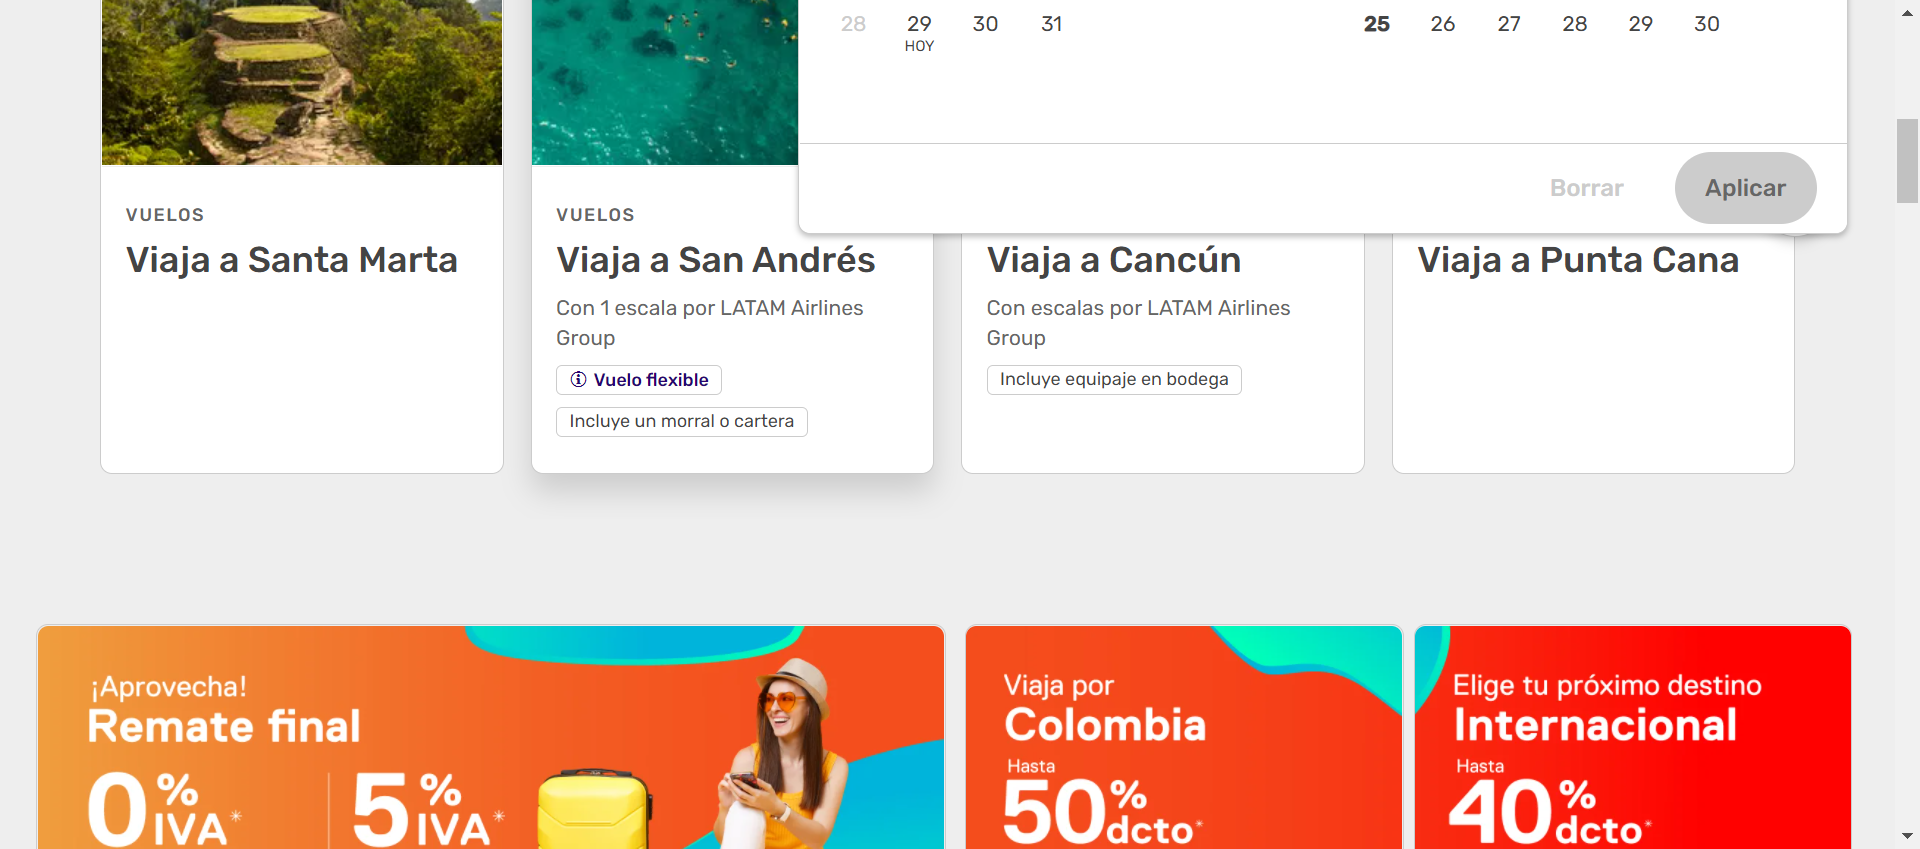 28 29 30 31 25 26 27 28 29 30
HOY
Borrar Aplicar
VUELOS
Viaja a Santa Marta
VUELOS
Viaja a San Andrés
Con 1 escala por LATAM Airlines
Group
Vuelo flexible
Incluye un morral o cartera
Viaja a Cancún
Con escalas por LATAM Airlines
Group
Incluye equipaje en bodega
Viaja a Punta Cana
¡Aprovecha!
Remate final
0% IVA* 5% IVA*
Viaja por
Colombia
Hasta
50% dcto*
Elige tu próximo destino
Internacional
Hasta
40% dcto*